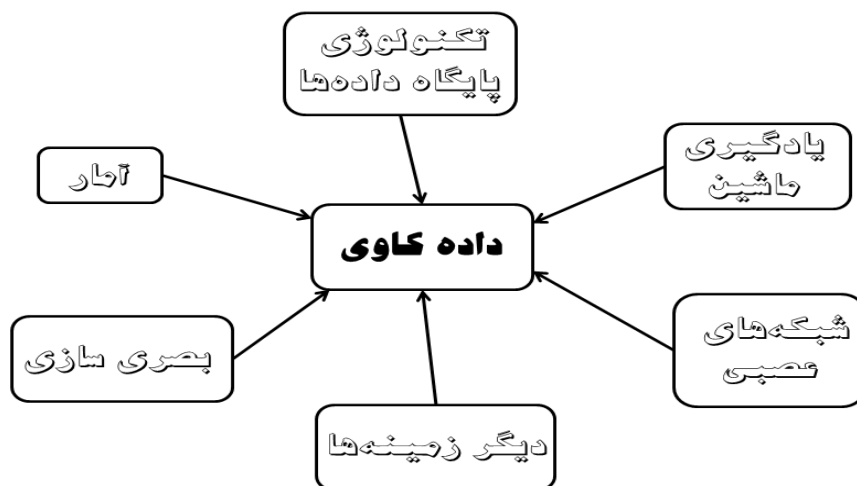 تکنولوژی
پایگاه داده‌ها
یادگیری
ماشین
آمار
داده کاوی
شبکه‌های
عصبی
بصری سازی
دیگر زمینه‌ها